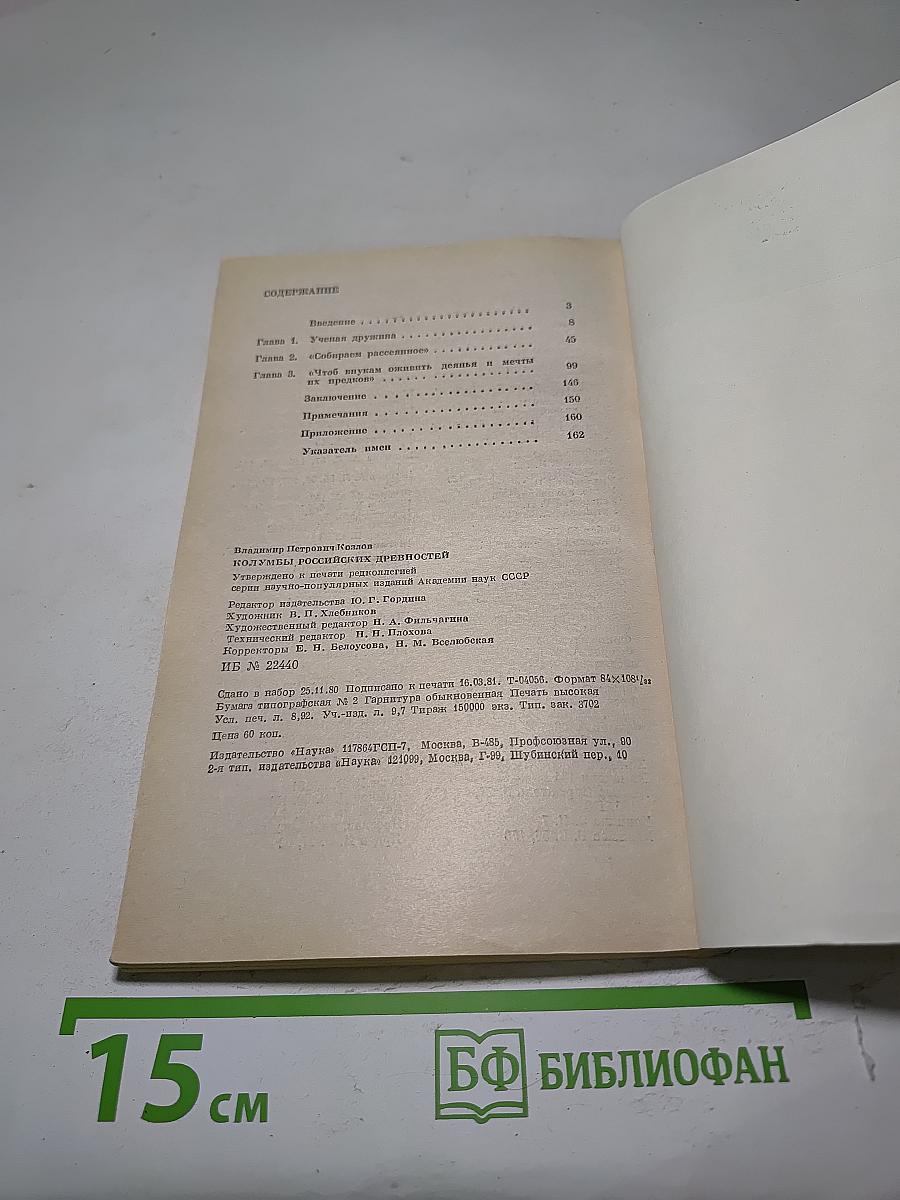 СОДЕРЖАНИЕ
Введение . . . . . . . . . . . . . . . . . . . . 3
Глава 1. Ученая дружина . . . . . . . . . . . . . . . . 8
Глава 2. «Собираем рассеянное» . . . . . . . . . . . . 45
Глава 3. «Чтоб внукам оживить деянья и мечты
их предков» . . . . . . . . . . . . . . . . . . 99
Заключение . . . . . . . . . . . . . . . . . . . 146
Примечания . . . . . . . . . . . . . . . . . . . 150
Приложение . . . . . . . . . . . . . . . . . . . 160
Указатель имен . . . . . . . . . . . . . . . . 162
Владимир Петрович Козлов
КОЛУМБЫ РОССИЙСКИХ ДРЕВНОСТЕЙ
Утверждено к печати редколлегией
серии научно-популярных изданий Академии наук СССР
Редактор издательства Ю. Г. Гордина
Художник В. П. Хлебников
Художественный редактор Н. А. Фильчагина
Технический редактор Н. Н. Плохова
Корректоры Е. Н. Белоусова, Н. М. Вселюбская
ИБ № 22440
Сдано в набор 25.11.80 Подписано к печати 16.03.81. Т-04056. Формат 84×108¹/₃₂
Бумага типографская № 2 Гарнитура обыкновенная Печать высокая
Усл. печ. л. 8,92. Уч.-изд. л. 9,7 Тираж 150000 экз. Тип. зак. 3702
Цена 60 коп.
Издательство «Наука» 117864ГСП-7, Москва, В-485, Профсоюзная ул., 90
2-я тип. издательства «Наука» 121099, Москва, Г-99, Шубинский пер., 10
15 см
БФ БИБЛИОФАН